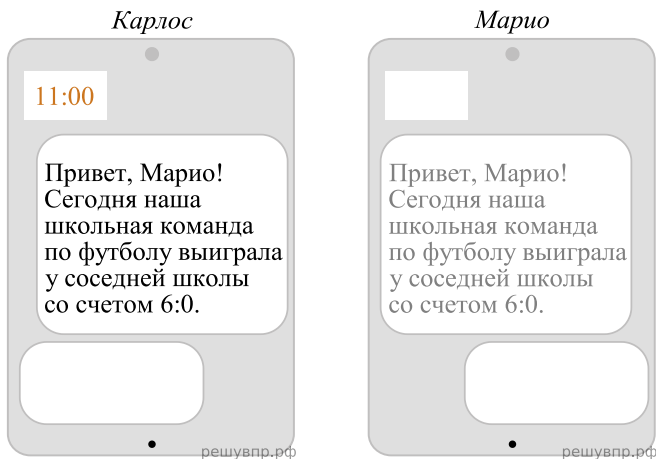 Карлос
11:00
Привет, Марио!
Сегодня наша
школьная команда
по футболу выиграла
у соседней школы
со счетом 6:0.
решувпр.рф
Марио
Привет, Марио!
Сегодня наша
школьная команда
по футболу выиграла
у соседней школы
со счетом 6:0.
решувпр.рф